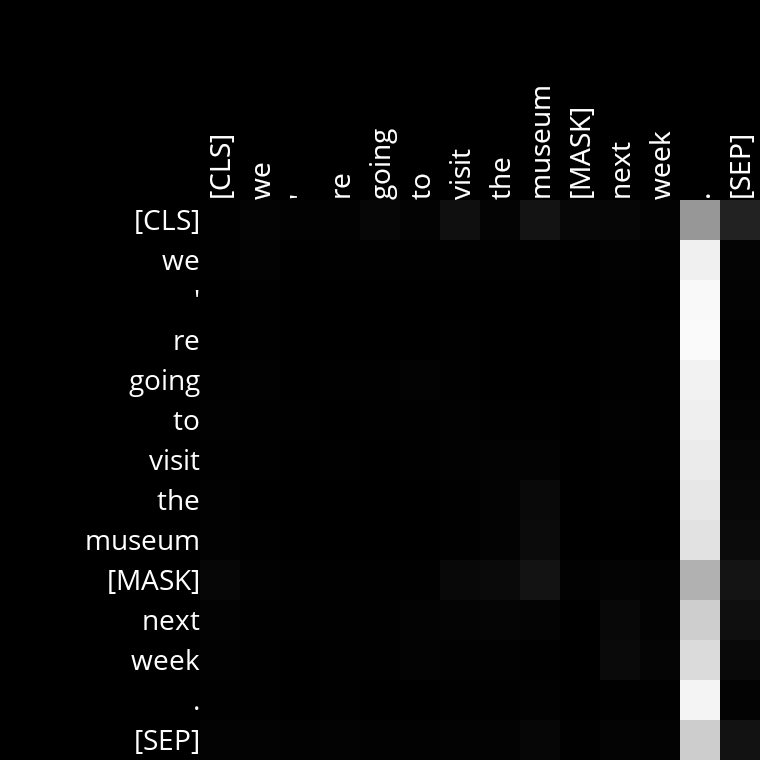 [CLS] we ' re going to visit the museum [MASK] next week . [SEP]
[CLS]
we
'
re
going
to
visit
the
museum
[MASK]
next
week
.
[SEP]